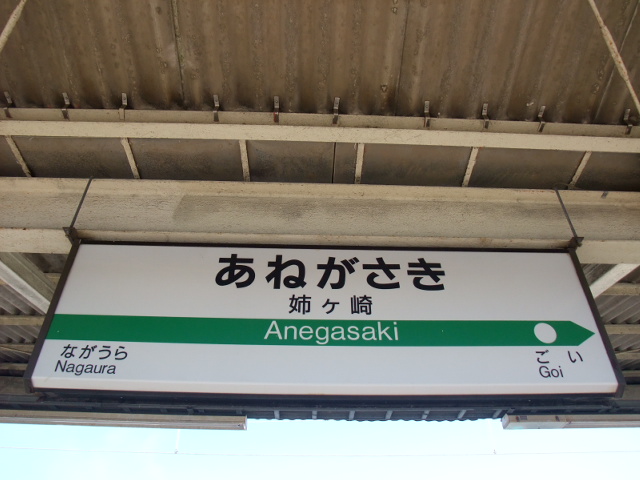 あねがさき
姉ヶ崎
Anegasaki
ながうら
Nagaura
ごい
Goi